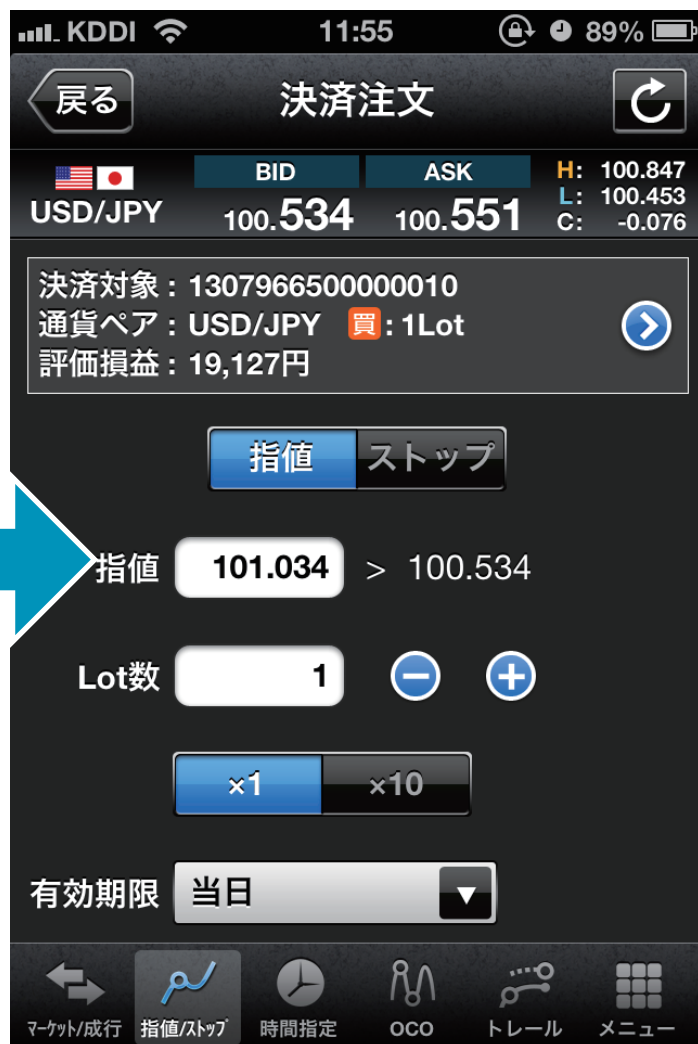 KDDI 11:55 89%
戻る 決済注文
BID ASK H: 100.847
USD/JPY 100.534 100.551 L: 100.453
C: -0.076
決済対象 : 1307966500000010
通貨ペア : USD/JPY 買 : 1Lot
評価損益 : 19,127円
指値 ストップ
指値 101.034 > 100.534
Lot数 1
×1 ×10
有効期限 当日
マーケット/成行 指値/ストップ 時間指定 OCO トレール メニュー